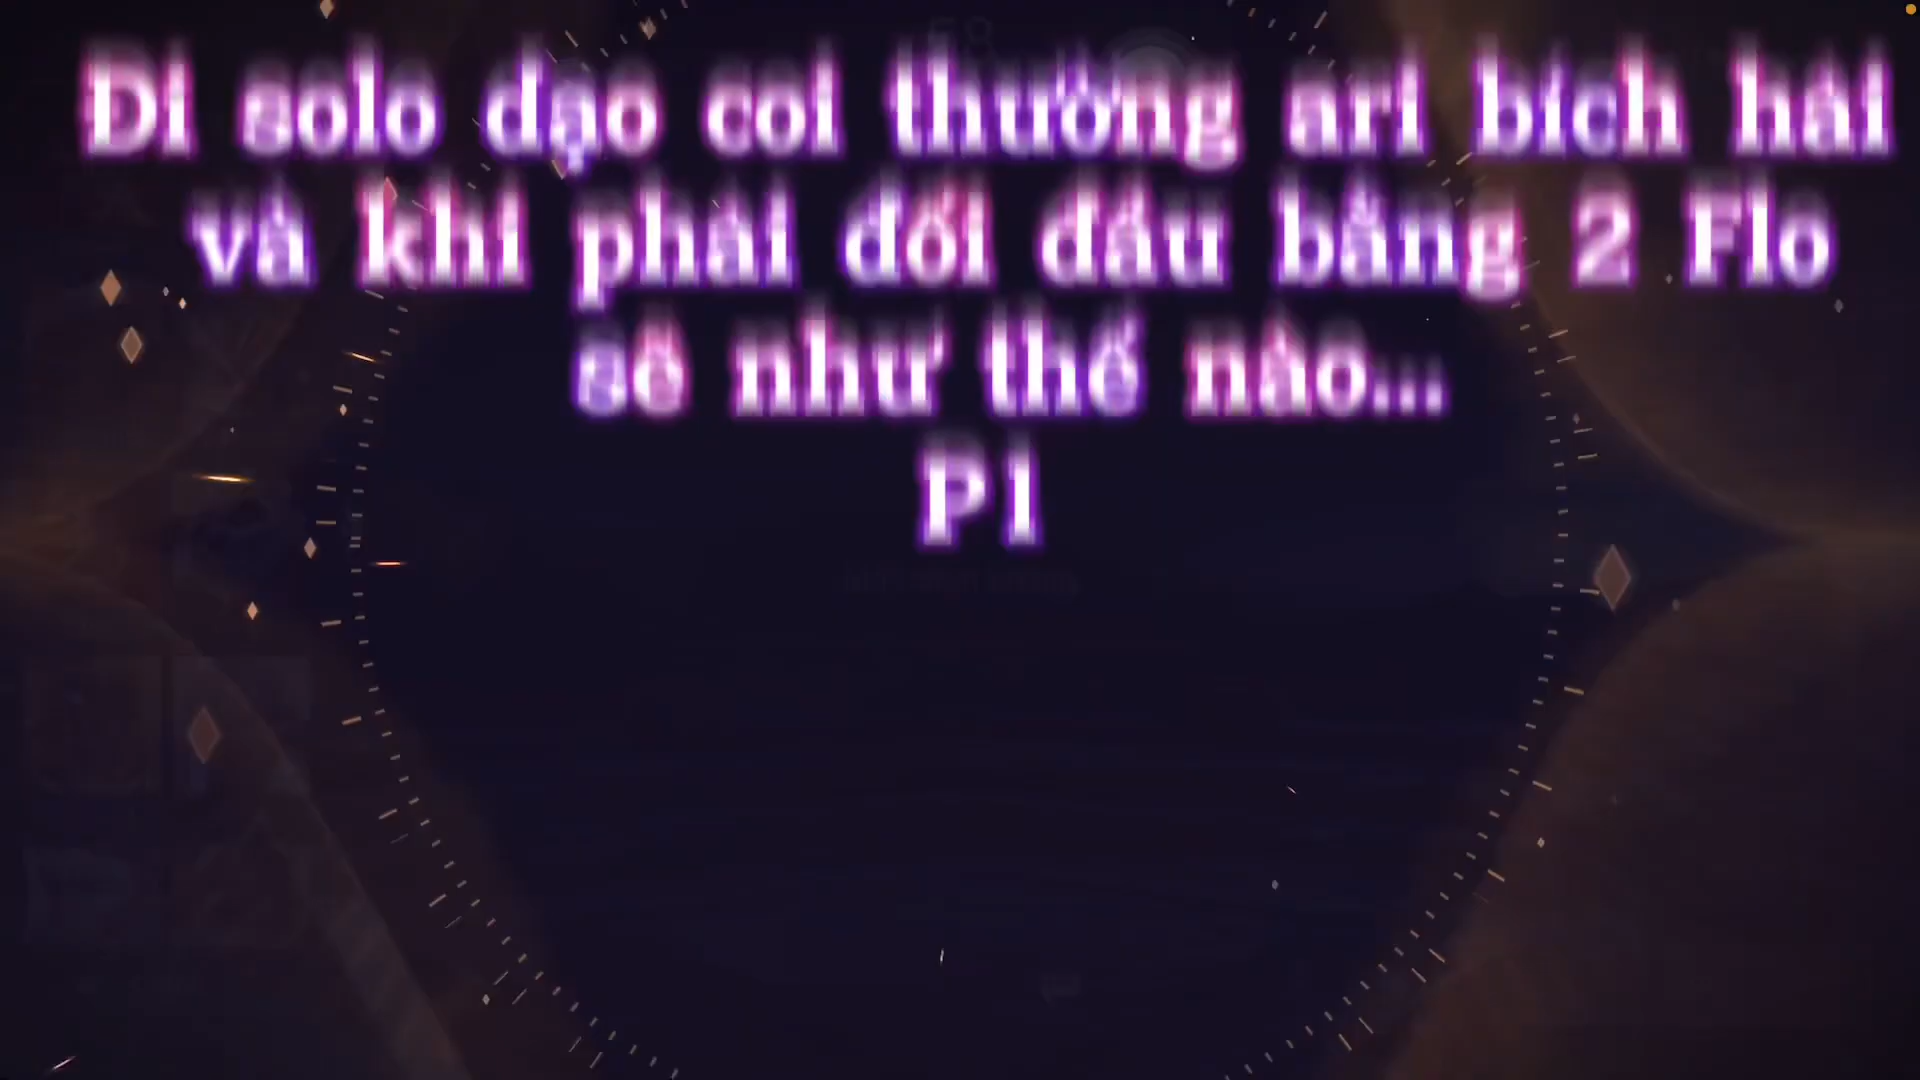 Đi solo dạo coi thường ari bích hải
và khi phải đối đầu bằng 2 Flo
sẽ như thế nào...
P1